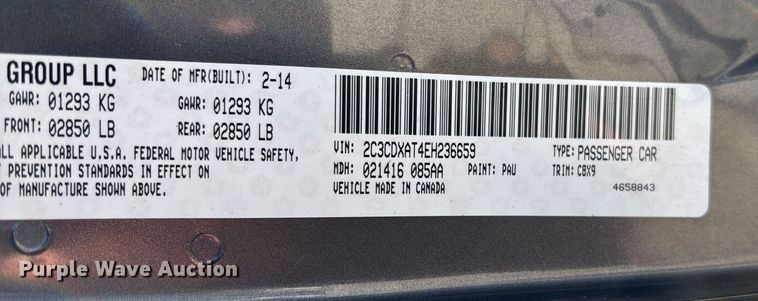 GROUP LLC DATE OF MFR(BUILT): 2-14
GAWR: 01293 KG GAWR: 01293 KG
FRONT: 02850 LB REAR: 02850 LB
ALL APPLICABLE U.S.A. FEDERAL MOTOR VEHICLE SAFETY,
PREVENTION STANDARDS IN EFFECT ON
OF MANUFACTURE SHOWN ABOVE.
VIN: 2C3CDXAT4EH236659 TYPE: PASSENGER CAR
MDH: 021416 085AA PAINT: PAU TRIM: C8X9
VEHICLE MADE IN CANADA 4658843
Purple Wave Auction